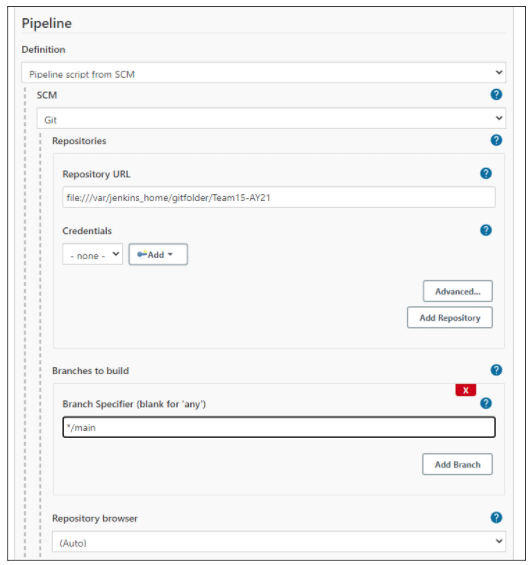 Pipeline
Definition
Pipeline script from SCM
SCM
?
Git
Repositories
?
Repository URL
?
file:///var/jenkins_home/gitfolder/Team15-AY21
Credentials
?
- none -
Add
Advanced...
Add Repository
Branches to build
?
X
Branch Specifier (blank for 'any')
?
*/main
Add Branch
Repository browser
?
(Auto)